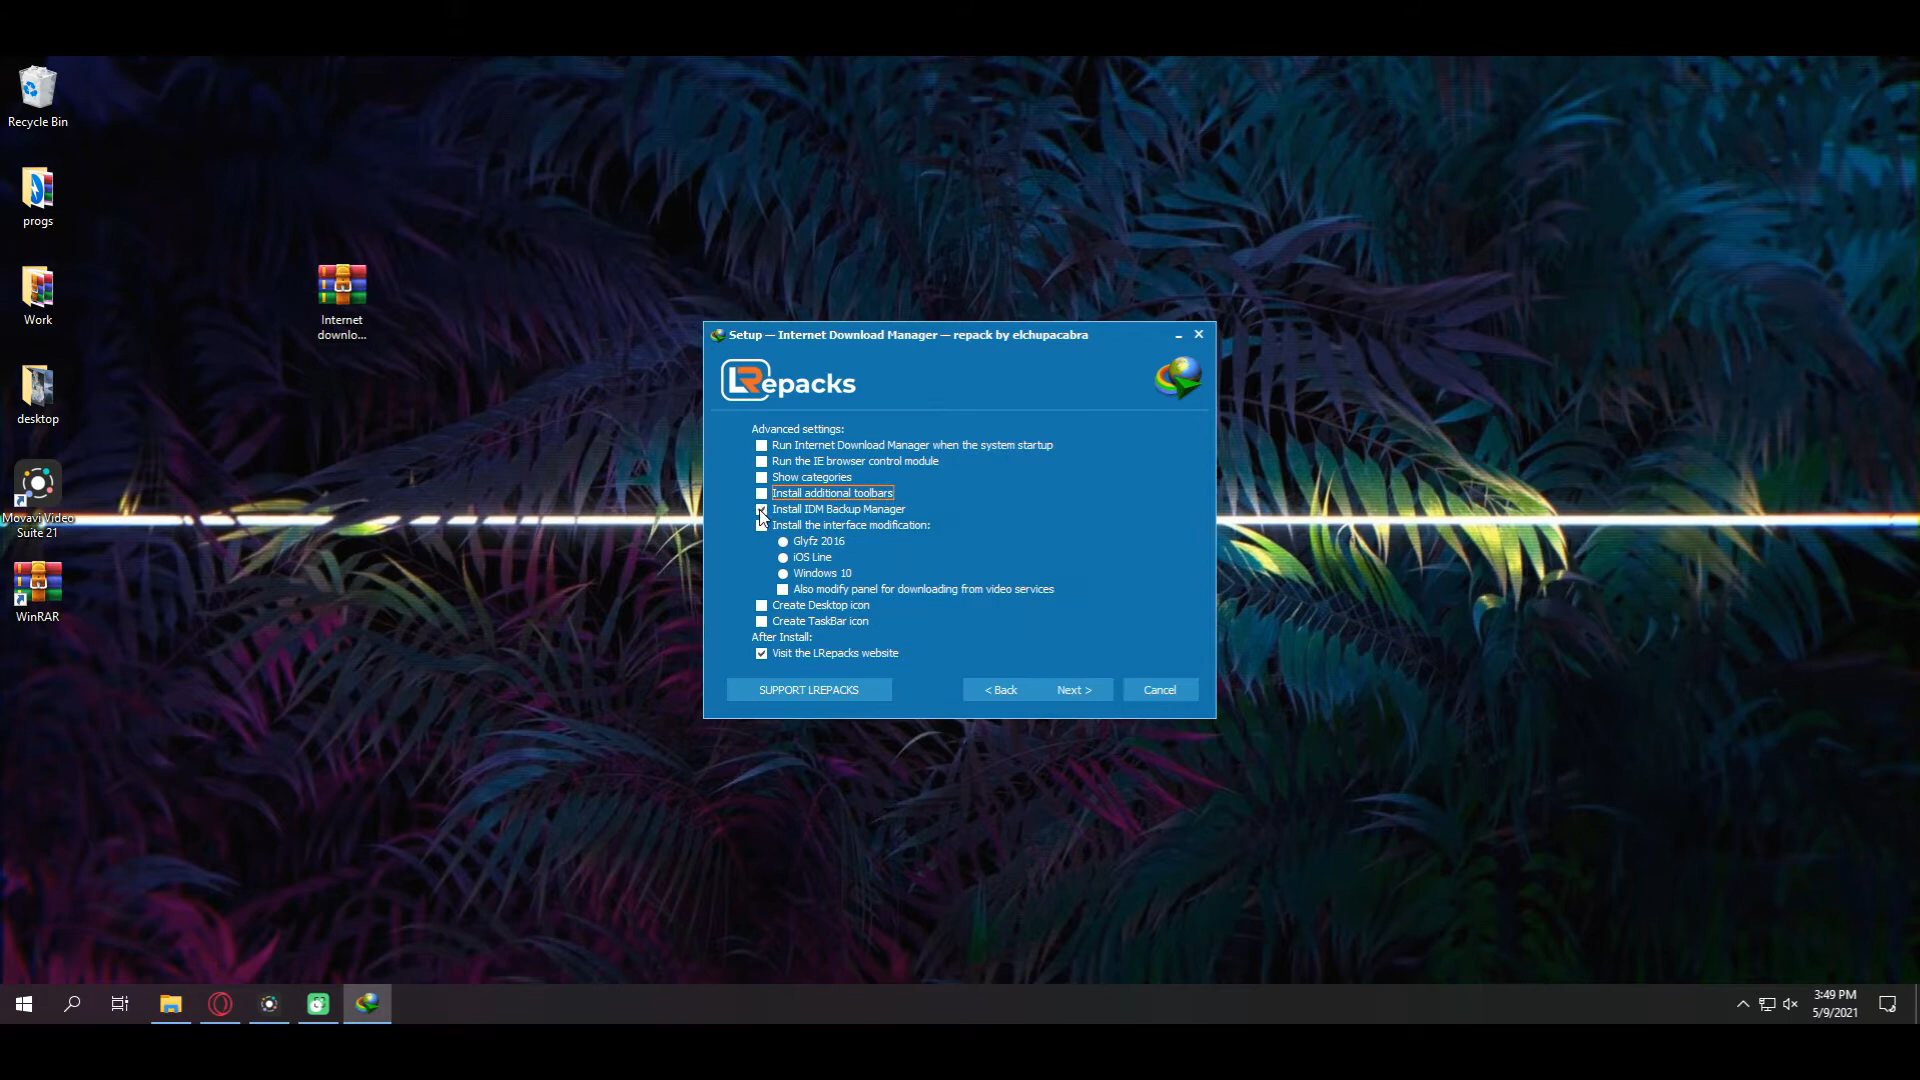 Recycle Bin
progs
Work
desktop
Movavi Video
Suite 21
WinRAR
Internet
downlo...
Setup — Internet Download Manager — repack by elchupacabra
LRepacks
Advanced settings:
Run Internet Download Manager when the system startup
Run the IE browser control module
Show categories
Install additional toolbars
Install IDM Backup Manager
Install the interface modification:
Glyfz 2016
iOS Line
Windows 10
Also modify panel for downloading from video services
Create Desktop icon
Create TaskBar icon
After Install:
Visit the LRepacks website
SUPPORT LREPACKS
< Back
Next >
Cancel
3:49 PM
5/9/2021